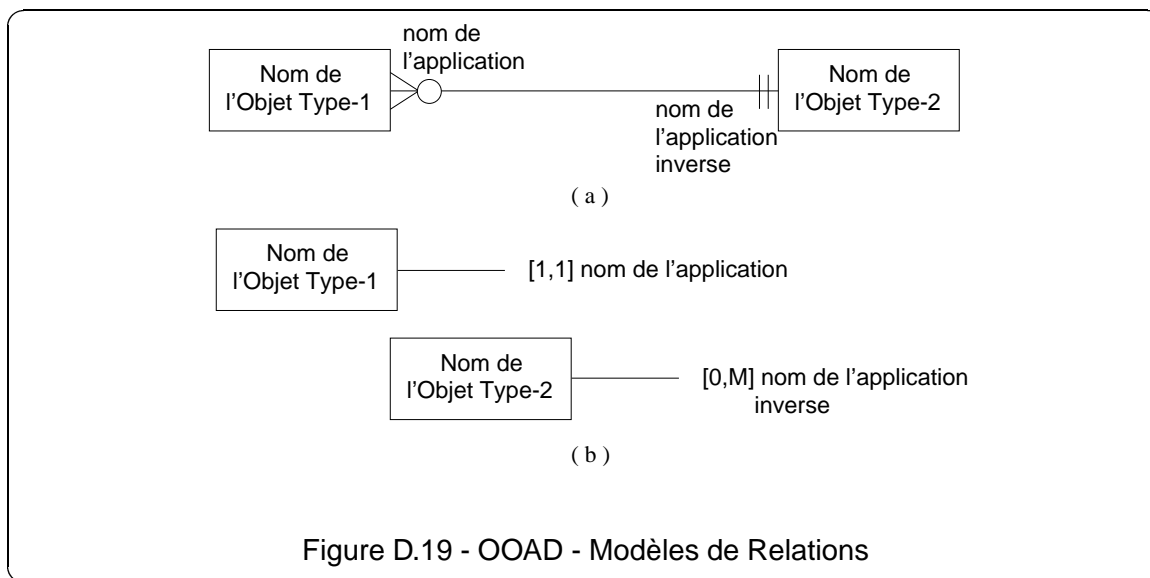 nom de
l’application
Nom de
l’Objet Type-1
Nom de
l’Objet Type-2
nom de
l’application
inverse
( a )
Nom de
l’Objet Type-1
[1,1] nom de l’application
Nom de
l’Objet Type-2
[0,M] nom de l’application
inverse
( b )
Figure D.19 - OOAD - Modèles de Relations